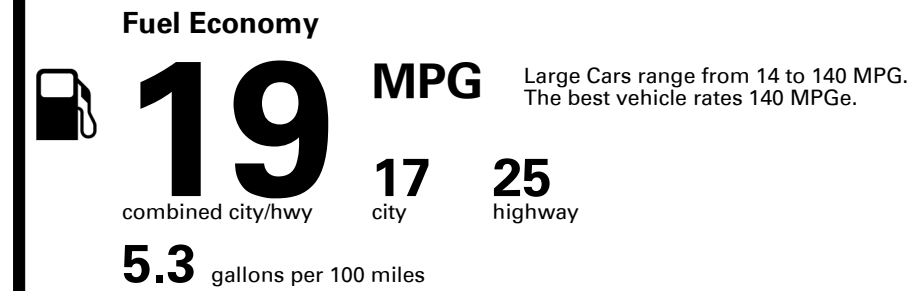 Fuel Economy
19 MPG
Large Cars range from 14 to 140 MPG.
The best vehicle rates 140 MPGe.
17 25
combined city/hwy city highway
5.3 gallons per 100 miles